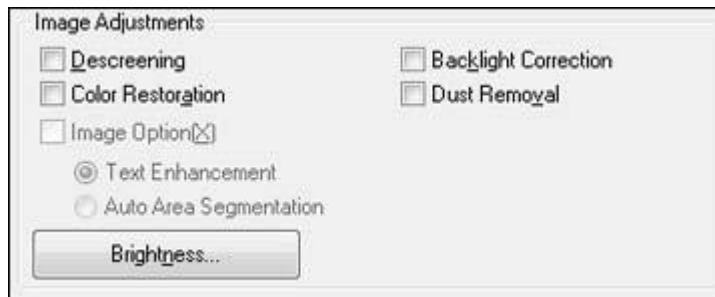 Image Adjustments
Descreening
Backlight Correction
Color Restoration
Dust Removal
Image Option(X)
Text Enhancement
Auto Area Segmentation
Brightness...